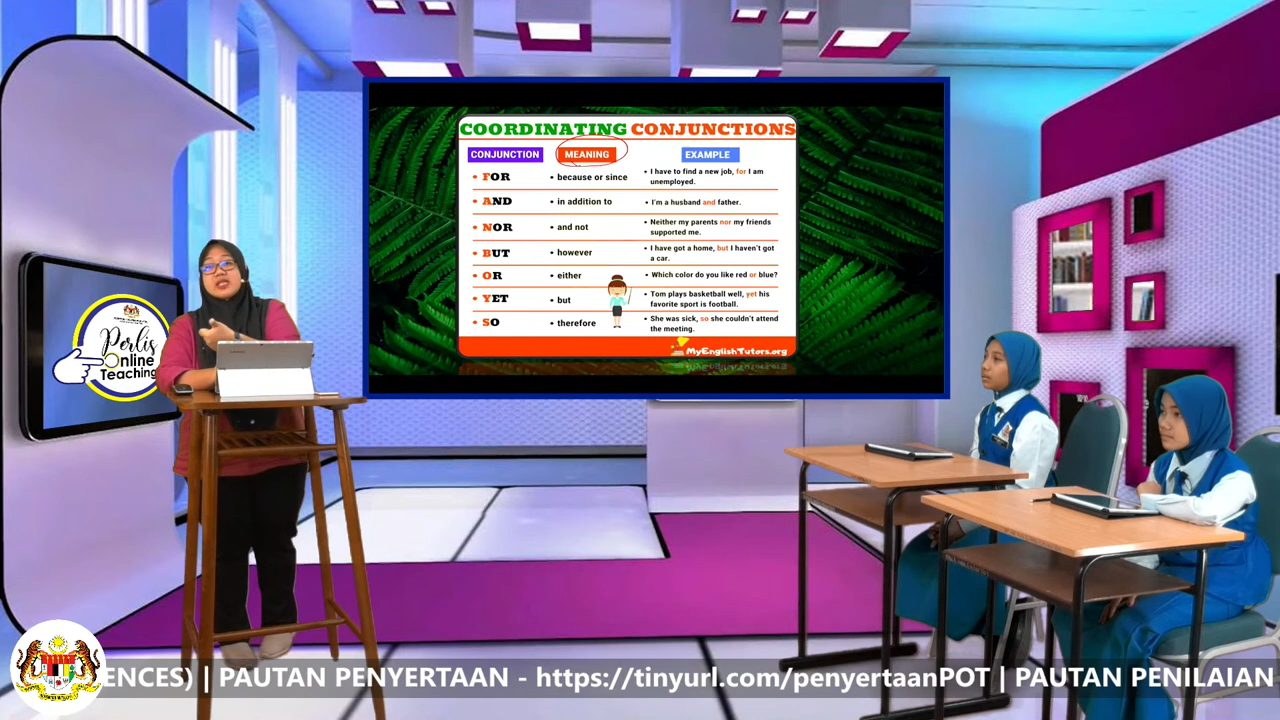 COORDINATING CONJUNCTIONS
CONJUNCTION MEANING EXAMPLE
• FOR • because or since • I have to find a new job, for I am
unemployed.
• AND • in addition to • I'm a husband and father.
• NOR • and not • Neither my parents nor my friends
supported me.
• BUT • however • I have got a home, but I haven't got
a car.
• OR • either • Which color do you like red or blue?
• YET • but • Tom plays basketball well, yet his
favorite sport is football.
• SO • therefore • She was sick, so she couldn't attend
the meeting.
MyEnglishTutors.org
Perlis
Online
Teaching
ENCES) | PAUTAN PENYERTAAN - https://tinyurl.com/penyertaanPOT | PAUTAN PENILAIAN